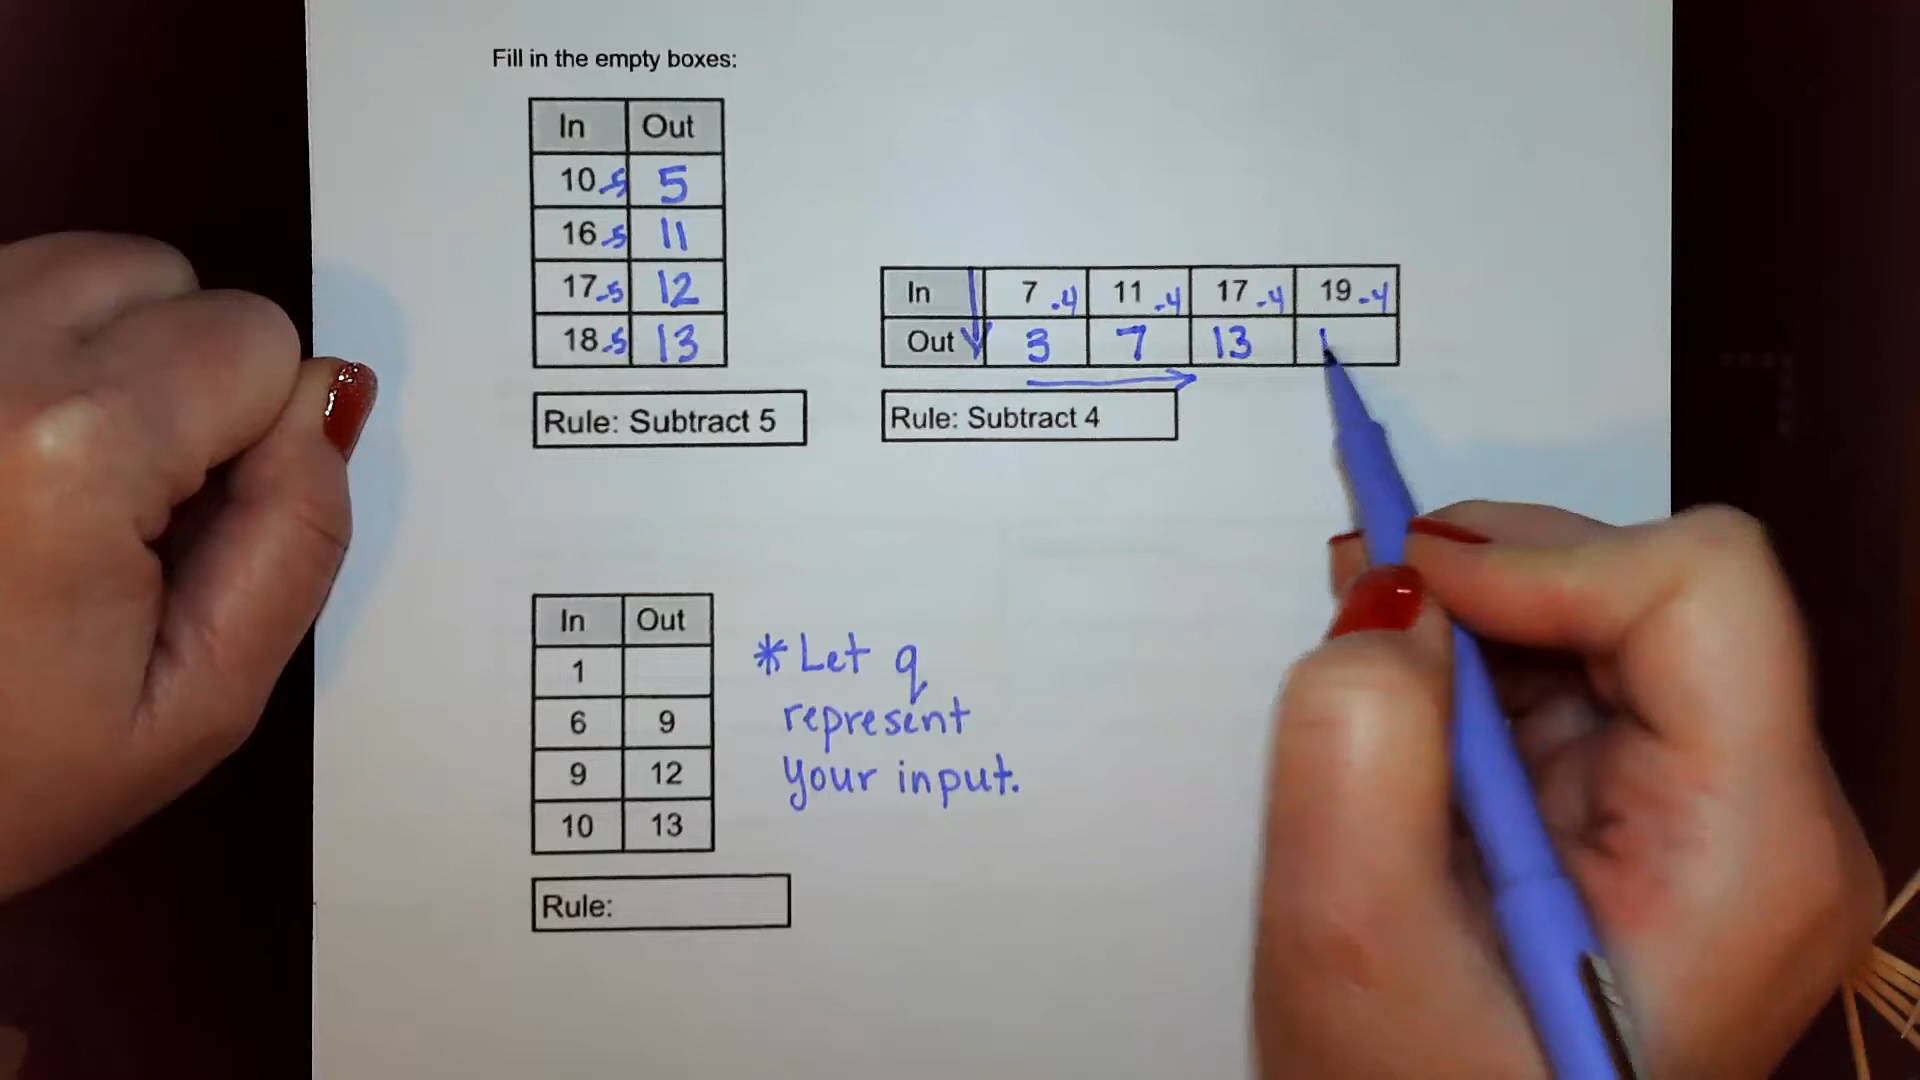 Fill in the empty boxes:
In Out
10 -5 5
16 -5 11
17 -5 12
18 -5 13
Rule: Subtract 5
In 7 -4 11 -4 17 -4 19 -4
Out 3 7 13 1
Rule: Subtract 4
In Out
1
6 9
9 12
10 13
Rule:
* Let q
represent
your input.